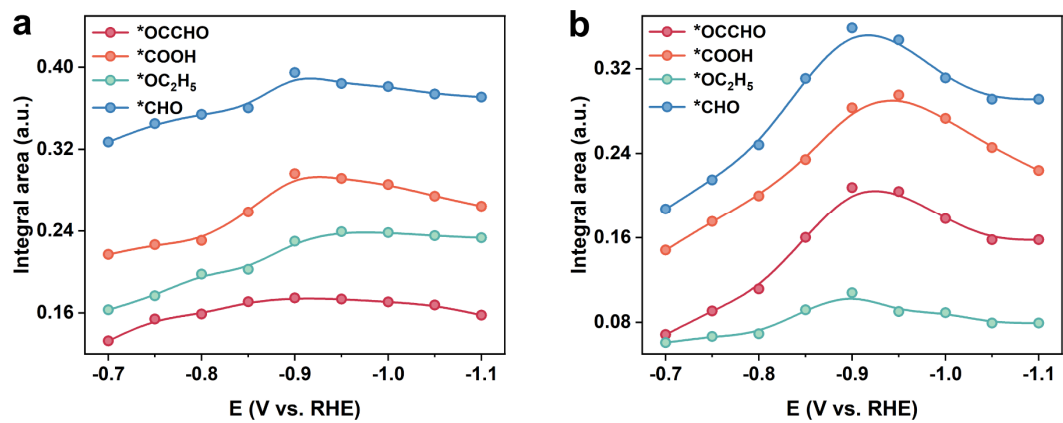 a
*OCCHO
*COOH
*OC₂H₅
*CHO
0.40
0.32
0.24
0.16
Integral area (a.u.)
-0.7
-0.8
-0.9
-1.0
-1.1
E (V vs. RHE)
b
*OCCHO
*COOH
*OC₂H₅
*CHO
0.32
0.24
0.16
0.08
Integral area (a.u.)
-0.7
-0.8
-0.9
-1.0
-1.1
E (V vs. RHE)